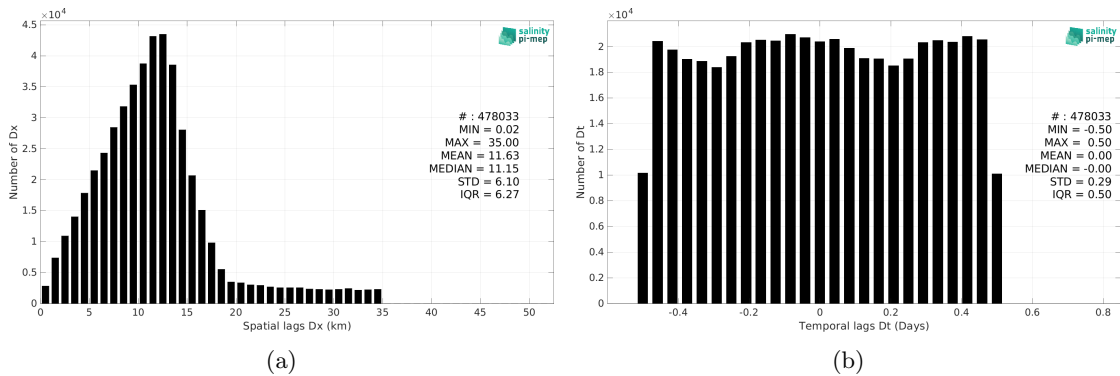 ×10^4
4.5
4
3.5
3
2.5
2
1.5
1
0.5
0
Number of Dx
salinity
pi-mep
# : 478033
MIN = 0.02
MAX = 35.00
MEAN = 11.63
MEDIAN = 11.15
STD = 6.10
IQR = 6.27
0 5 10 15 20 25 30 35 40 45 50
Spatial lags Dx (km)
(a)
×10^4
2
1.8
1.6
1.4
1.2
1
0.8
0.6
0.4
0.2
0
Number of Dt
salinity
pi-mep
# : 478033
MIN = -0.50
MAX = 0.50
MEAN = 0.00
MEDIAN = -0.00
STD = 0.29
IQR = 0.50
-0.4 -0.2 0 0.2 0.4 0.6 0.8
Temporal lags Dt (Days)
(b)